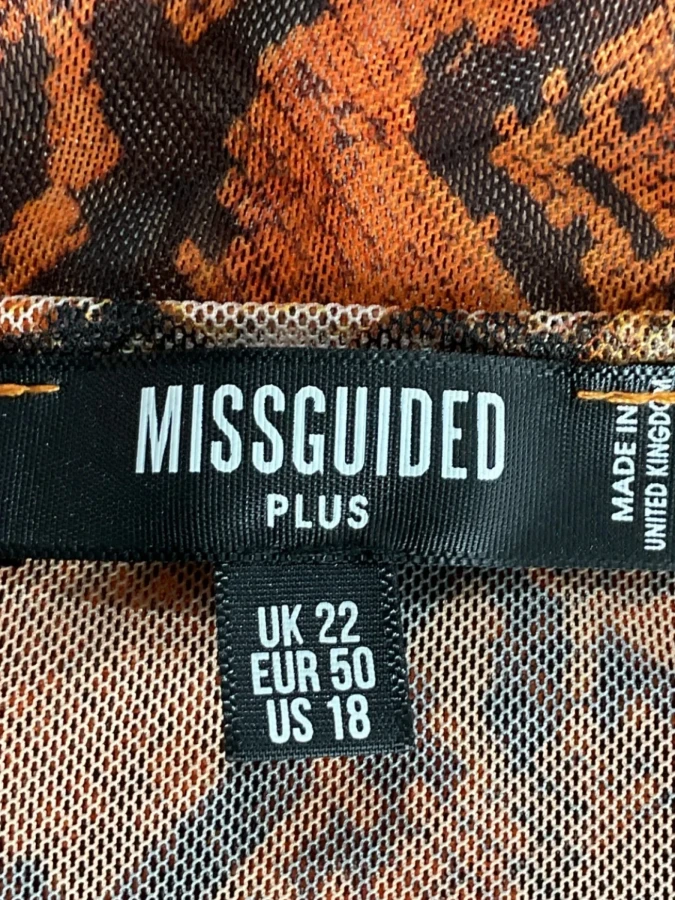 MISSGUIDED
PLUS
MADE IN
UNITED KINGDOM
UK 22
EUR 50
US 18